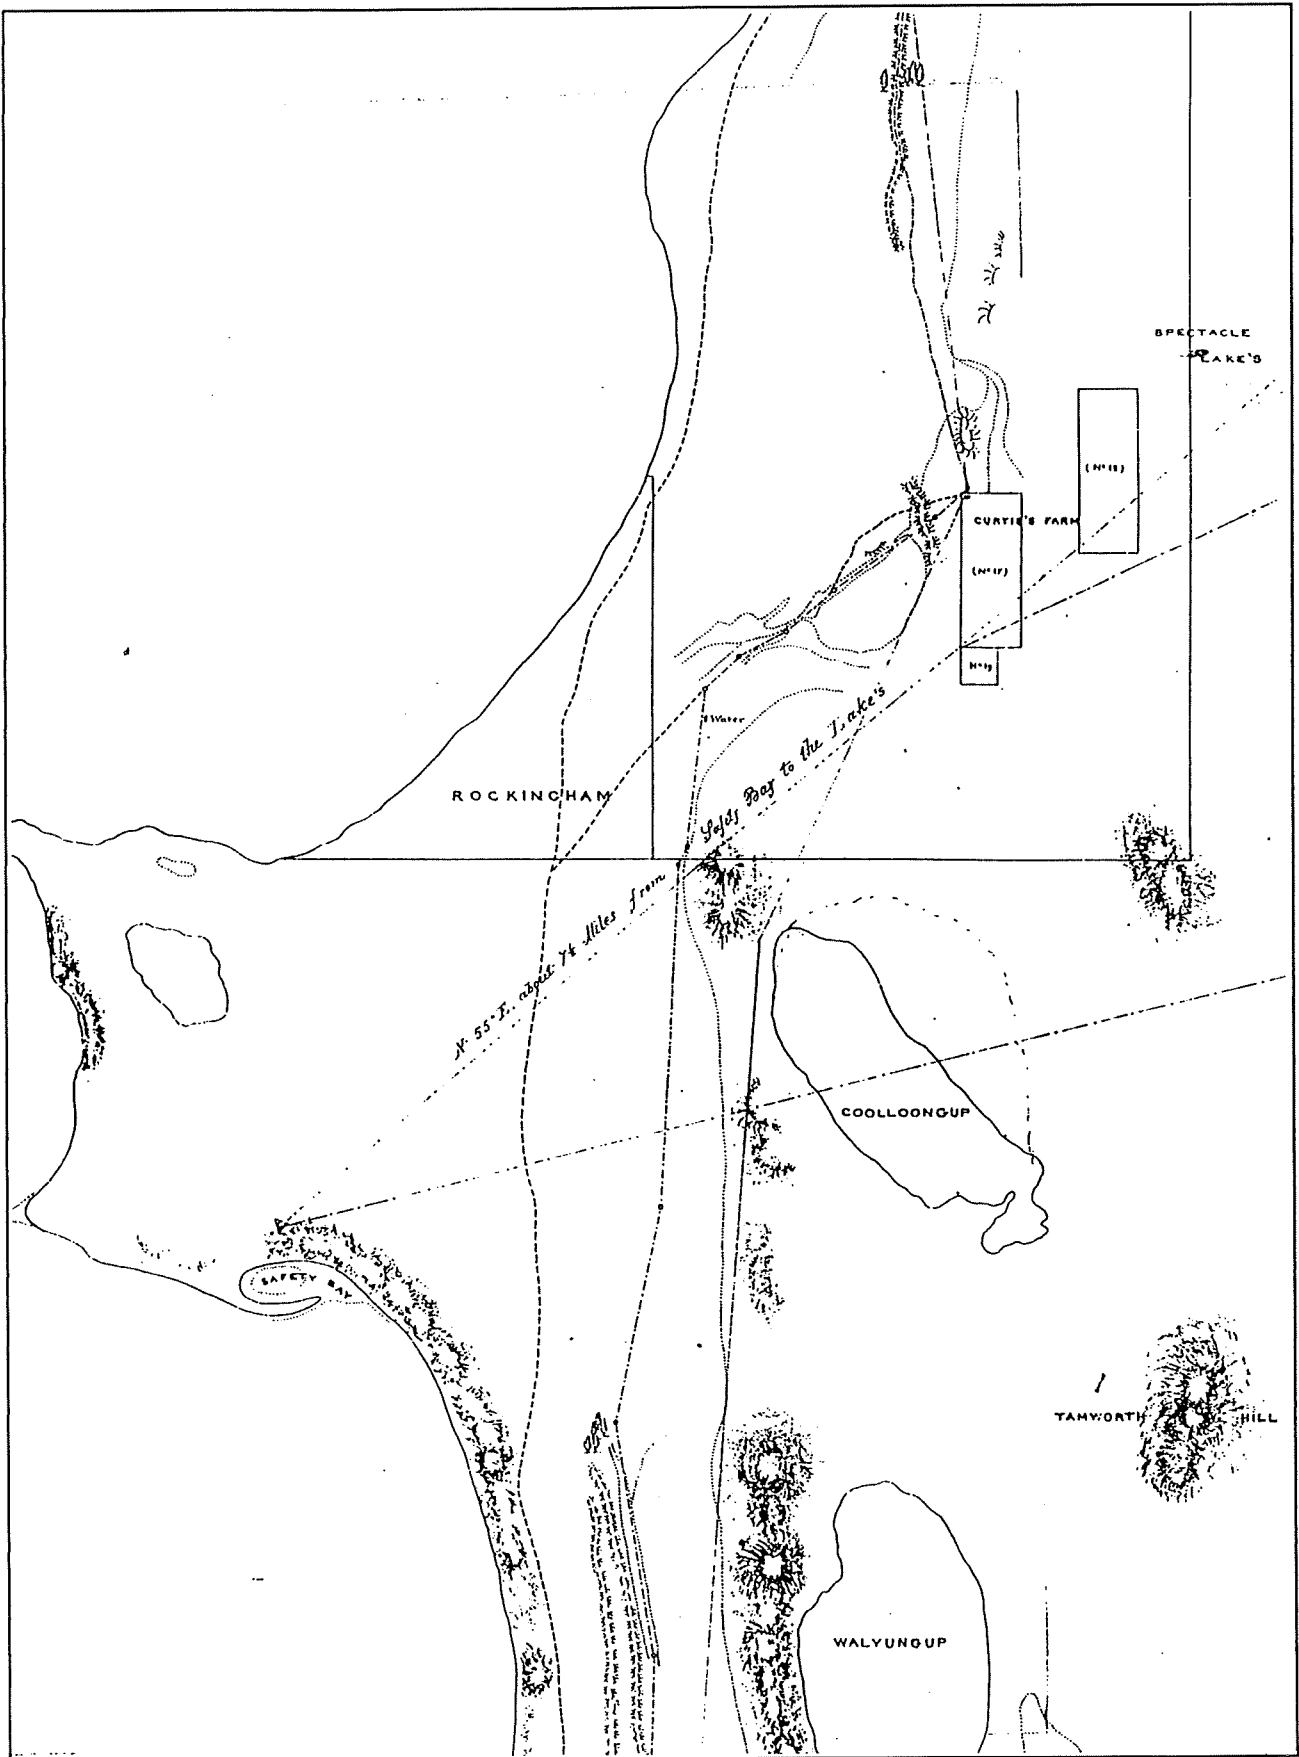 SPECTACLE
LAKE'S
(No 18)
CURTIS'S FARM
(No 17)
No 19
Water
ROCKINGHAM
N. 55° E. about 7½ Miles from Safety Bay to the Lake's
COOLLOONGUP
SAFETY BAY
TAMWORTH HILL
WALYUNGUP